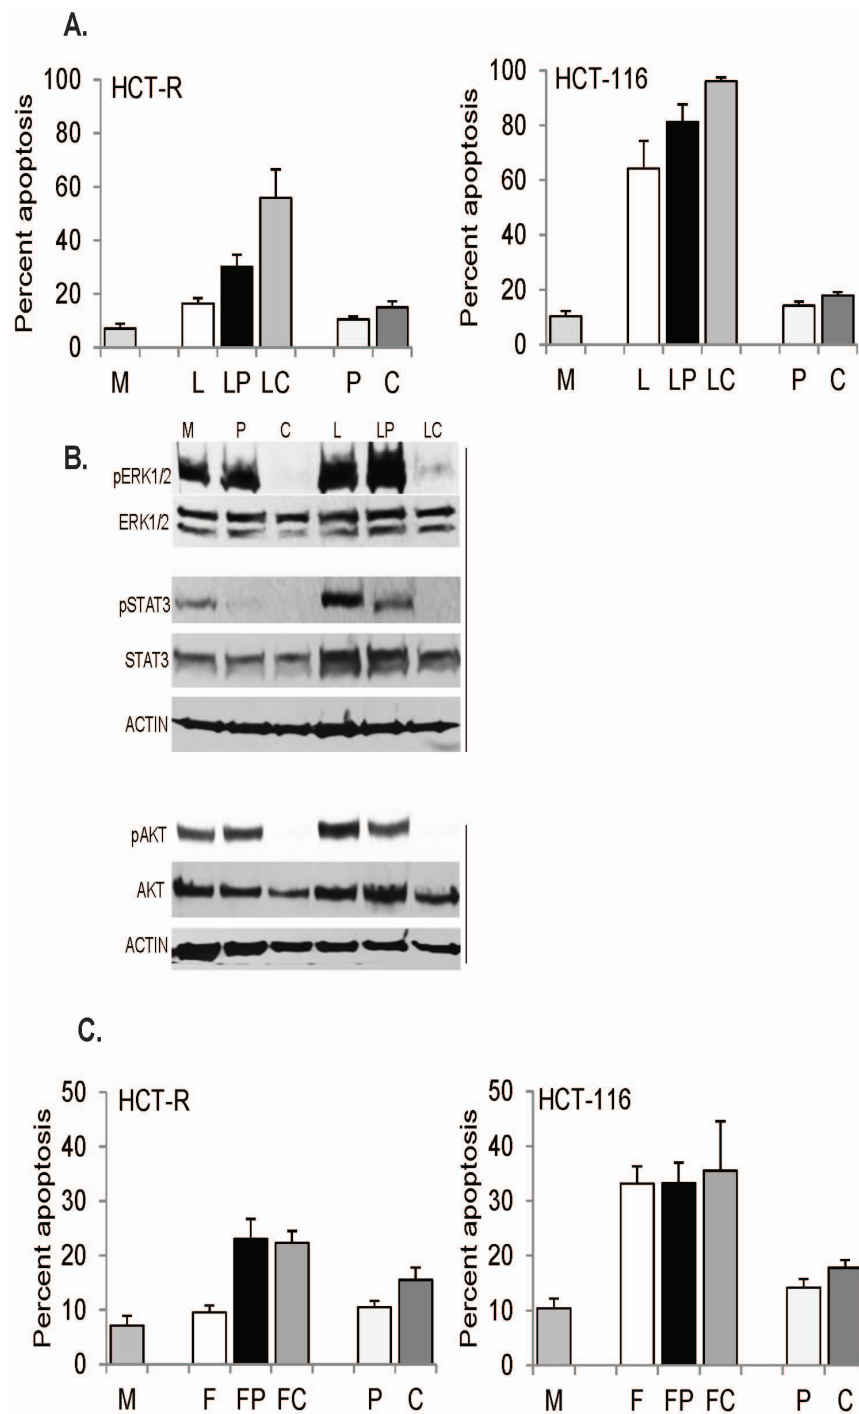 A.
HCT-R
Percent apoptosis
100
80
60
40
20
0
M L LP LC P C
HCT-116
Percent apoptosis
100
80
60
40
20
0
M L LP LC P C
B.
M P C L LP LC
pERK1/2
ERK1/2
pSTAT3
STAT3
ACTIN
pAKT
AKT
ACTIN
C.
HCT-R
Percent apoptosis
50
40
30
20
10
0
M F FP FC P C
HCT-116
Percent apoptosis
50
40
30
20
10
0
M F FP FC P C